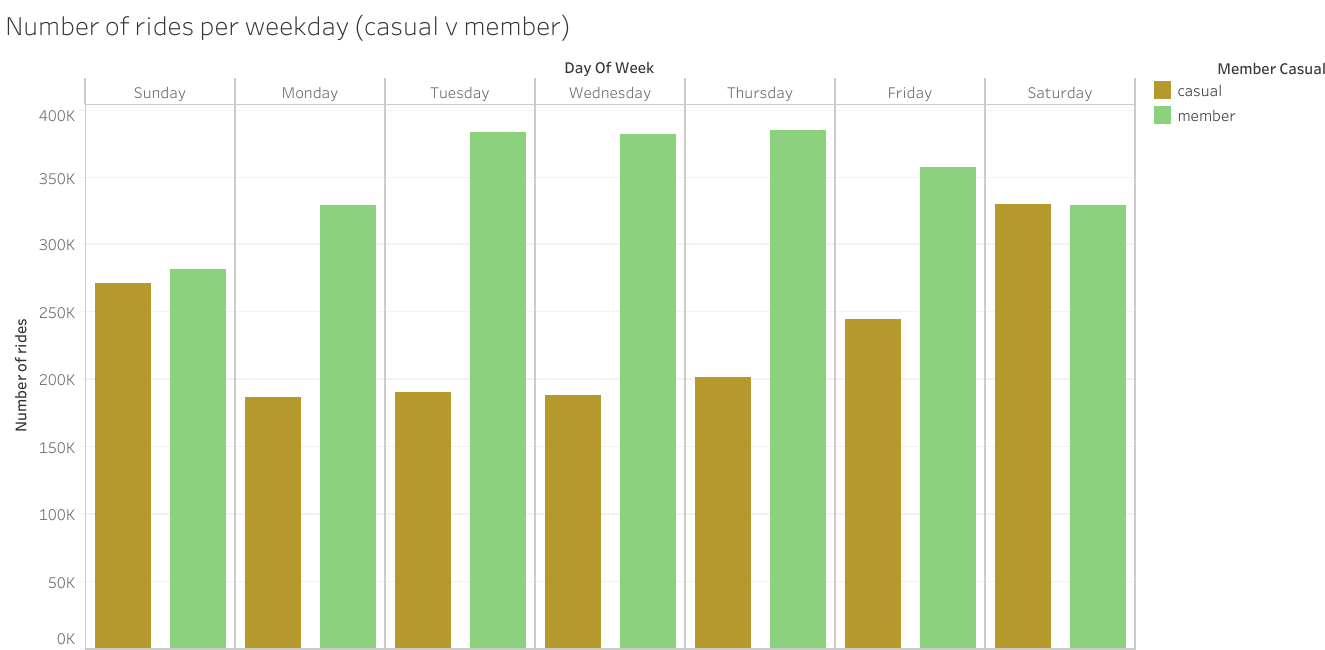 Number of rides per weekday (casual v member)
Day Of Week
Member Casual
Sunday Monday Tuesday Wednesday Thursday Friday Saturday
casual
member
400K
350K
300K
250K
200K
150K
100K
50K
0K
Number of rides